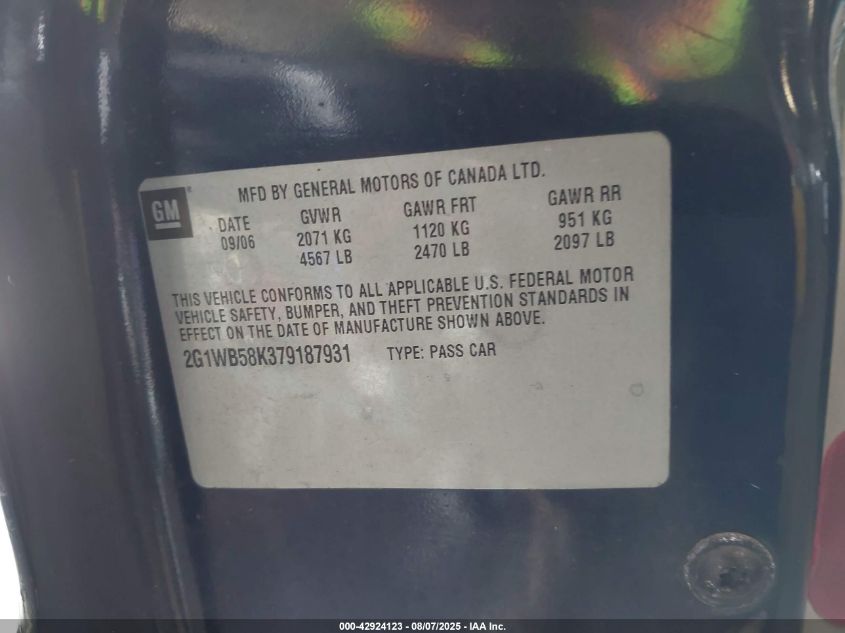 GM
MFD BY GENERAL MOTORS OF CANADA LTD.
DATE GVWR GAWR FRT GAWR RR
09/06 2071 KG 1120 KG 951 KG
4567 LB 2470 LB 2097 LB
THIS VEHICLE CONFORMS TO ALL APPLICABLE U.S. FEDERAL MOTOR
VEHICLE SAFETY, BUMPER, AND THEFT PREVENTION STANDARDS IN
EFFECT ON THE DATE OF MANUFACTURE SHOWN ABOVE.
2G1WB58K379187931 TYPE: PASS CAR
000-42924123 - 08/07/2025 - IAA Inc.